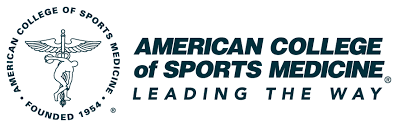 • AMERICAN COLLEGE OF SPORTS MEDICINE •
FOUNDED 1954
®
AMERICAN COLLEGE
of SPORTS MEDICINE®
LEADING THE WAY